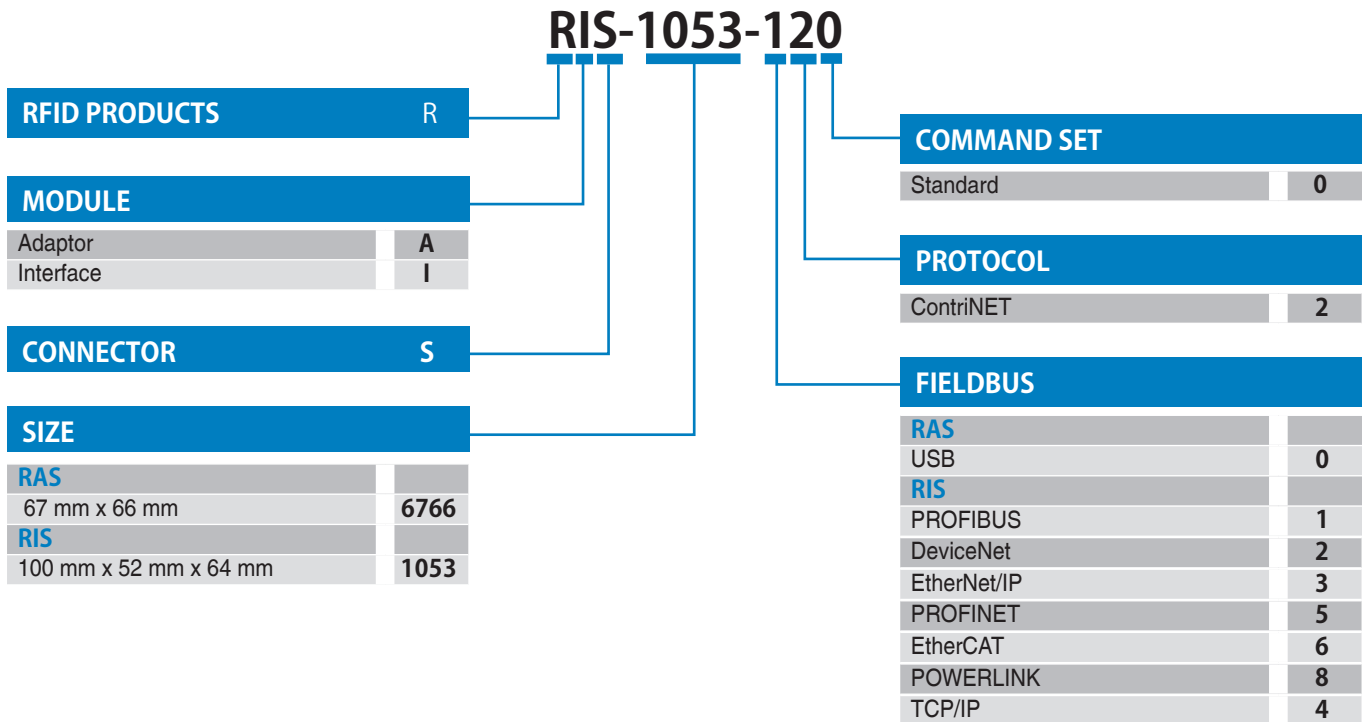 RIS-1053-120
RFID PRODUCTS R
MODULE
Adaptor A
Interface I
CONNECTOR S
SIZE
RAS
67 mm x 66 mm 6766
RIS
100 mm x 52 mm x 64 mm 1053
COMMAND SET
Standard 0
PROTOCOL
ContriNET 2
FIELDBUS
RAS
USB 0
RIS
PROFIBUS 1
DeviceNet 2
EtherNet/IP 3
PROFINET 5
EtherCAT 6
POWERLINK 8
TCP/IP 4